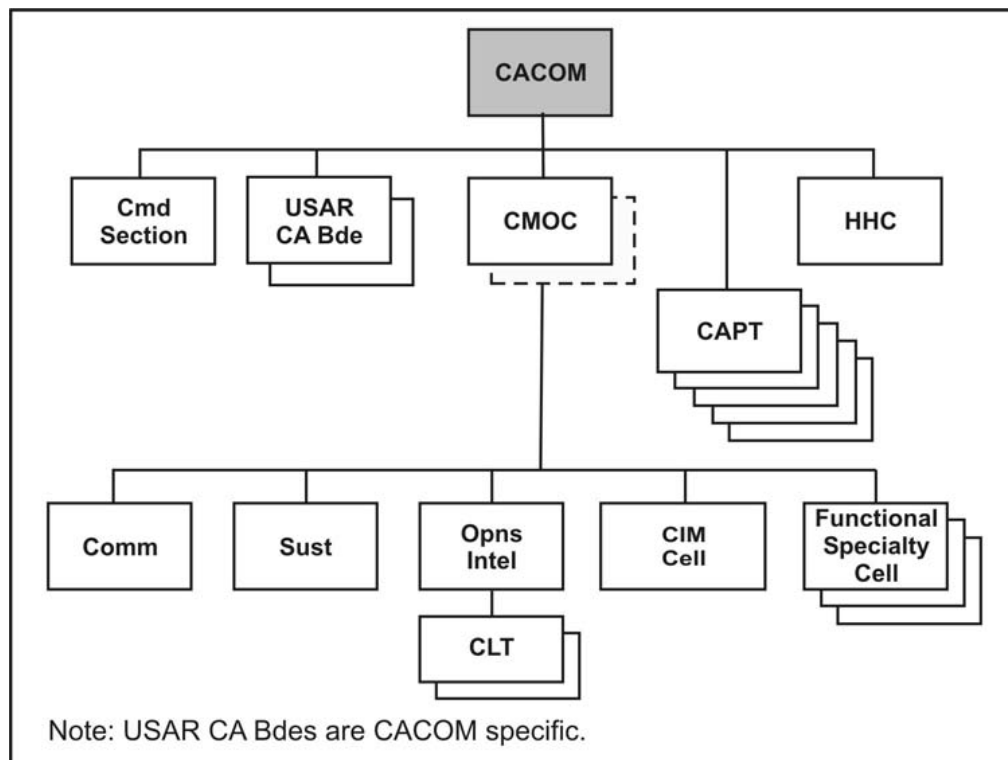 CACOM
Cmd
Section
USAR
CA Bde
CMOC
HHC
CAPT
Comm
Sust
Opns
Intel
CIM
Cell
Functional
Specialty
Cell
CLT
Note: USAR CA Bdes are CACOM specific.